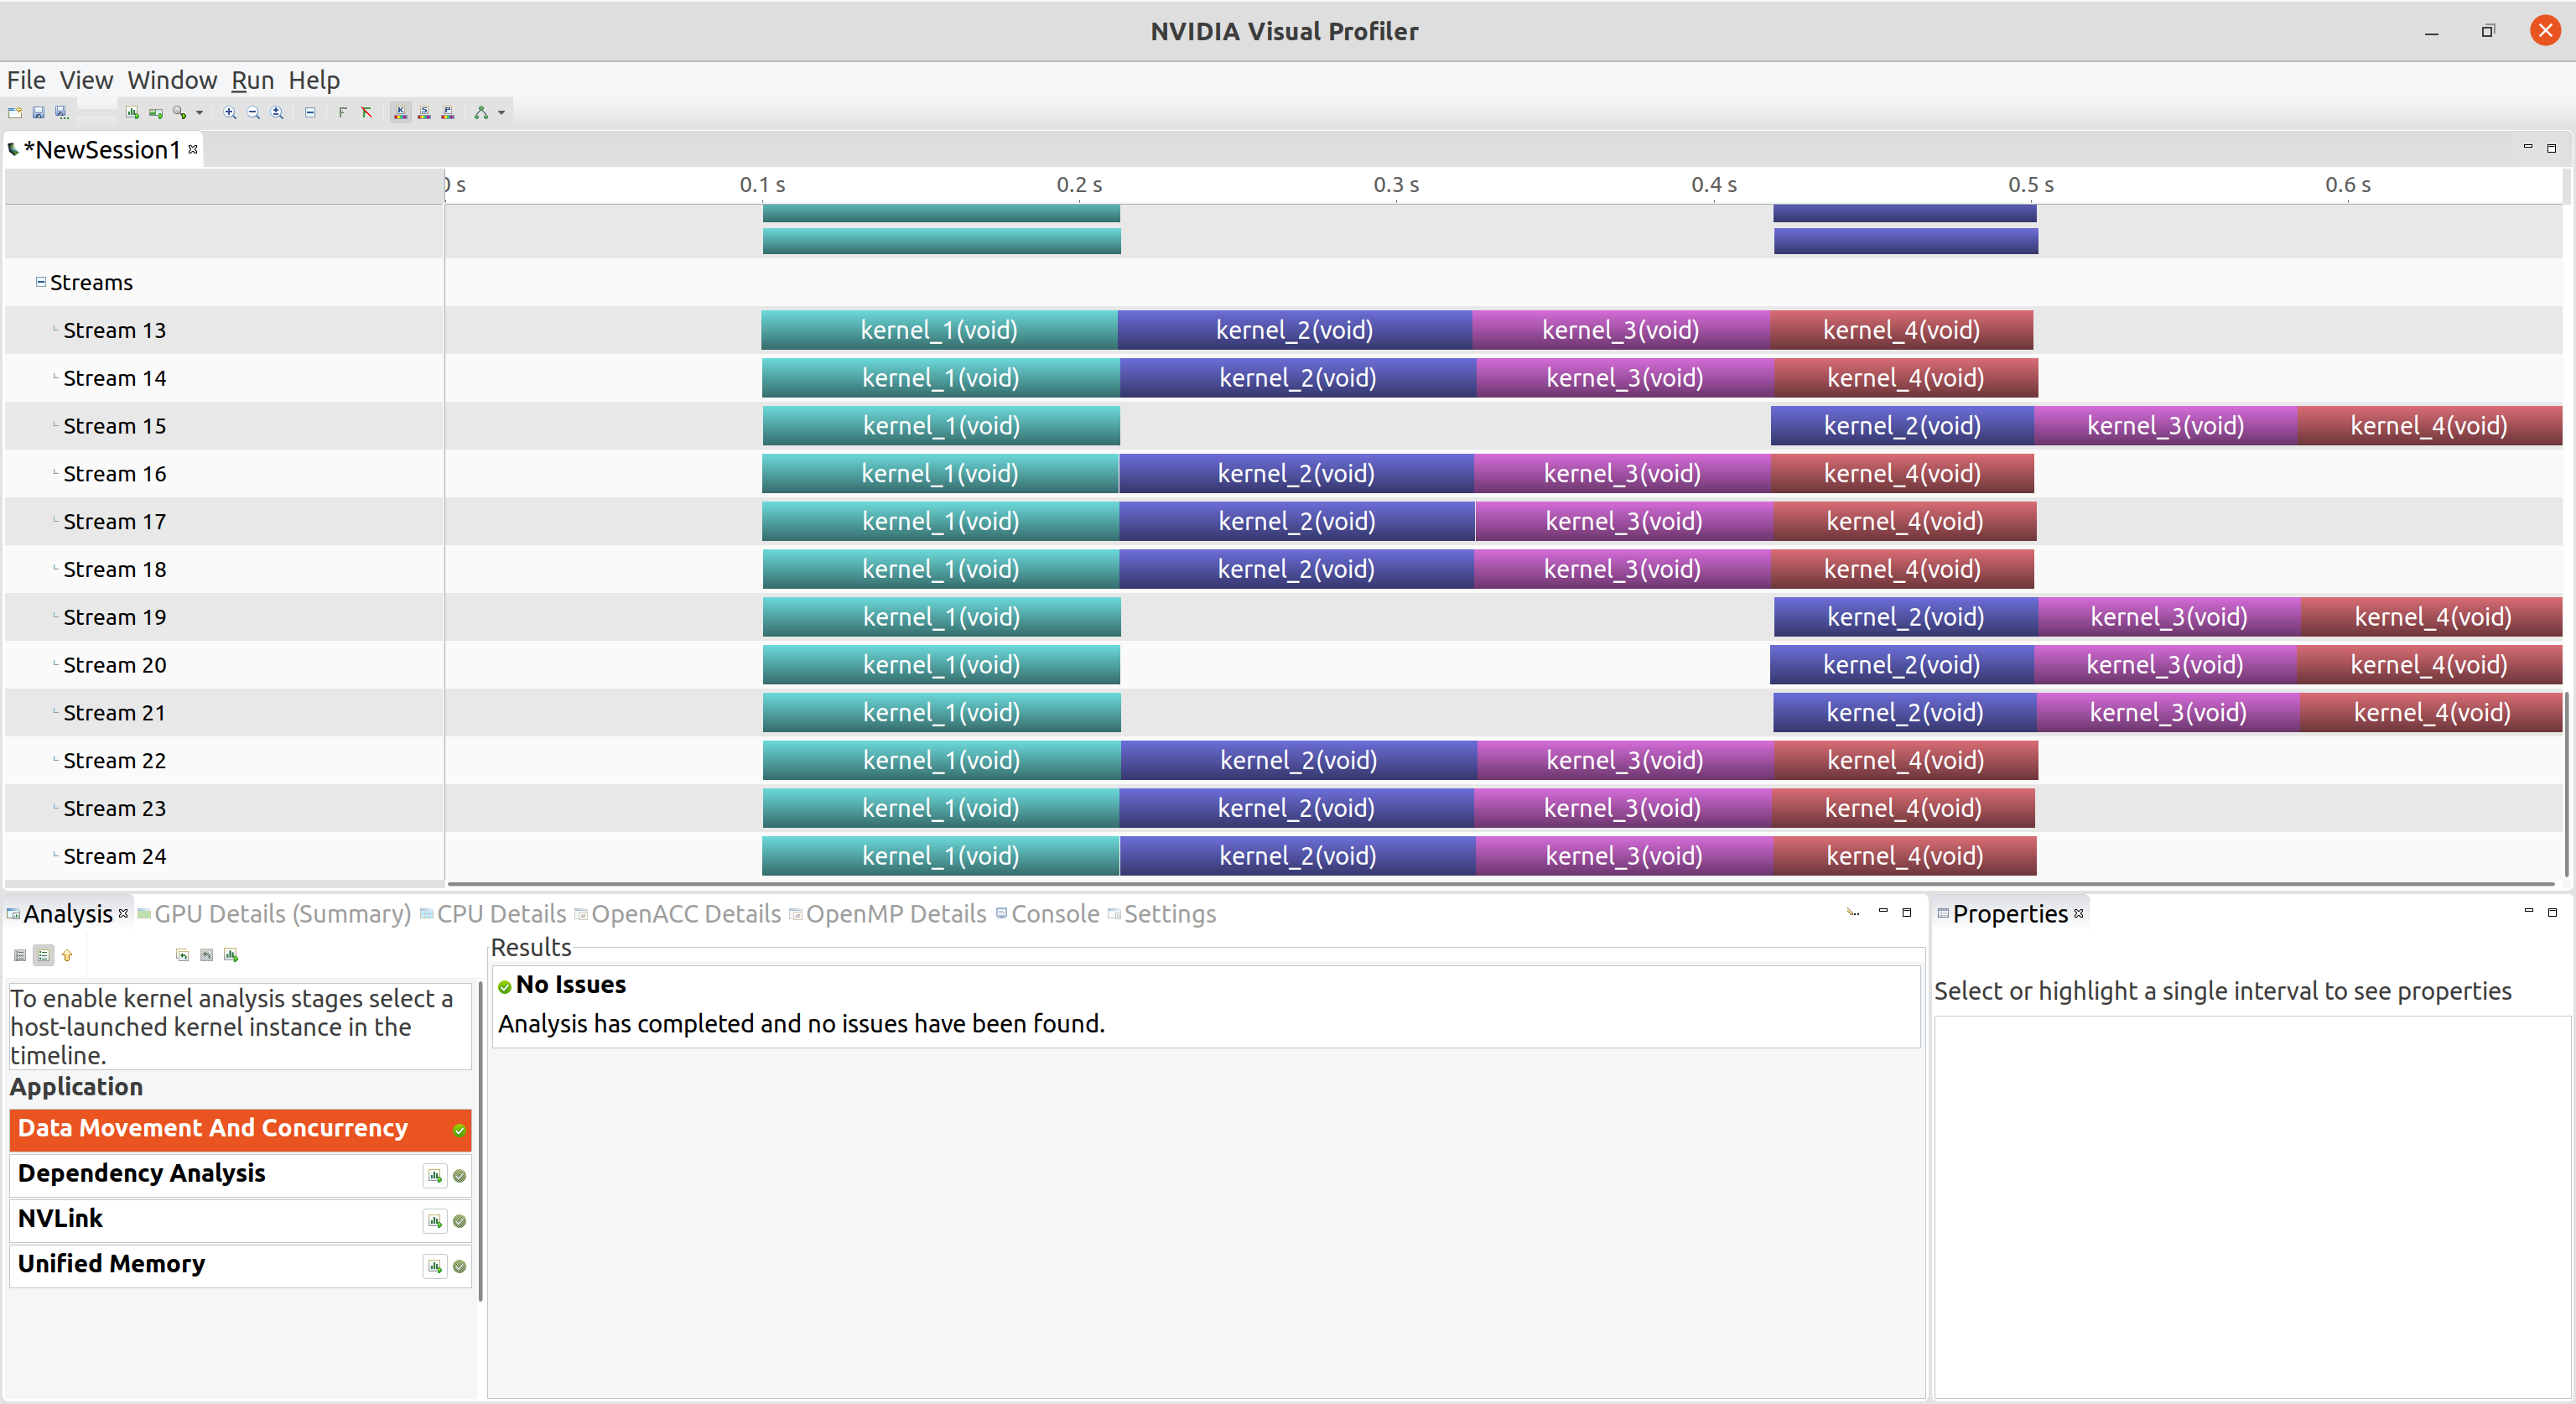 NVIDIA Visual Profiler
File View Window Run Help
*NewSession1
0 s 0.1 s 0.2 s 0.3 s 0.4 s 0.5 s 0.6 s
Streams
Stream 13 kernel_1(void) kernel_2(void) kernel_3(void) kernel_4(void)
Stream 14 kernel_1(void) kernel_2(void) kernel_3(void) kernel_4(void)
Stream 15 kernel_1(void) kernel_2(void) kernel_3(void) kernel_4(void)
Stream 16 kernel_1(void) kernel_2(void) kernel_3(void) kernel_4(void)
Stream 17 kernel_1(void) kernel_2(void) kernel_3(void) kernel_4(void)
Stream 18 kernel_1(void) kernel_2(void) kernel_3(void) kernel_4(void)
Stream 19 kernel_1(void) kernel_2(void) kernel_3(void) kernel_4(void)
Stream 20 kernel_1(void) kernel_2(void) kernel_3(void) kernel_4(void)
Stream 21 kernel_1(void) kernel_2(void) kernel_3(void) kernel_4(void)
Stream 22 kernel_1(void) kernel_2(void) kernel_3(void) kernel_4(void)
Stream 23 kernel_1(void) kernel_2(void) kernel_3(void) kernel_4(void)
Stream 24 kernel_1(void) kernel_2(void) kernel_3(void) kernel_4(void)
Analysis GPU Details (Summary) CPU Details OpenACC Details OpenMP Details Console Settings
To enable kernel analysis stages select a
host-launched kernel instance in the
timeline.
Application
Data Movement And Concurrency
Dependency Analysis
NVLink
Unified Memory
Results
No Issues
Analysis has completed and no issues have been found.
Properties
Select or highlight a single interval to see properties